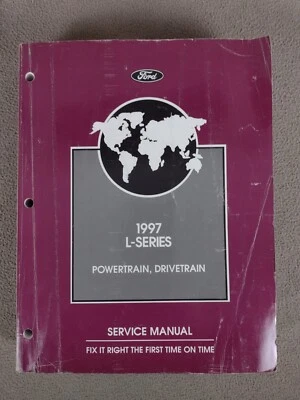 Ford
1997
L-SERIES
POWERTRAIN, DRIVETRAIN
SERVICE MANUAL
FIX IT RIGHT THE FIRST TIME ON TIME